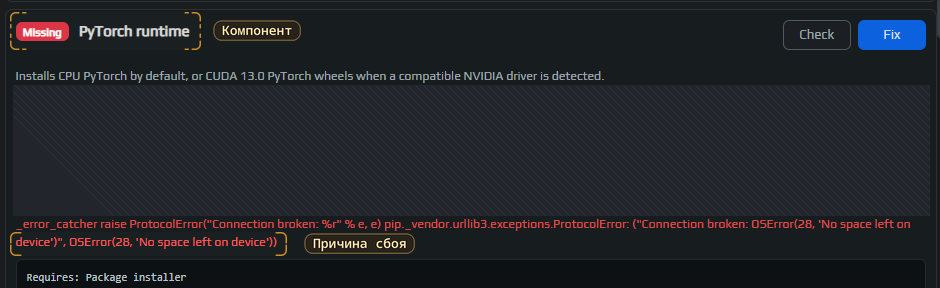 Missing PyTorch runtime Компонент Check Fix
Installs CPU PyTorch by default, or CUDA 13.0 PyTorch wheels when a compatible NVIDIA driver is detected.
_error_catcher raise ProtocolError("Connection broken: %r" % e, e) pip._vendor.urllib3.exceptions.ProtocolError: ("Connection broken: OSError(28, 'No space left on
device')", OSError(28, 'No space left on device')) Причина сбоя
Requires: Package installer